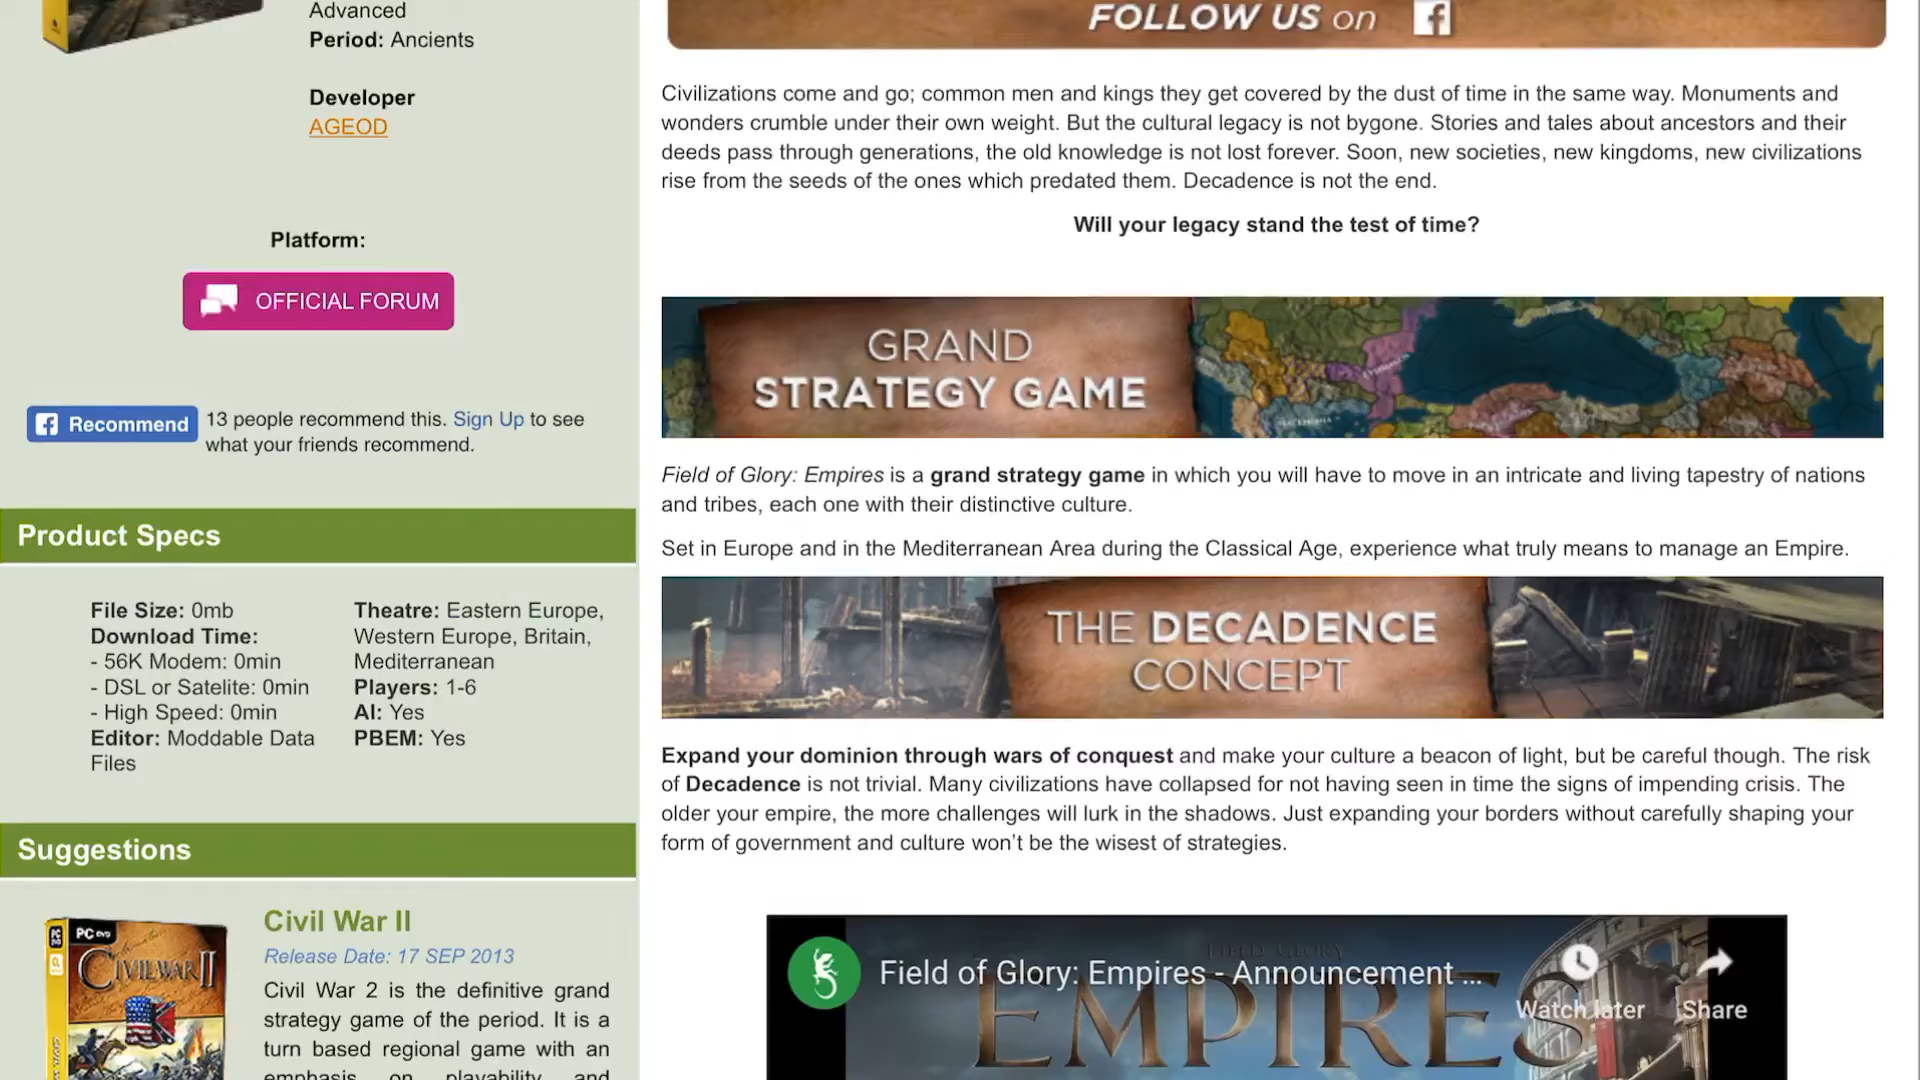 Advanced
Period: Ancients
Developer
AGEOD
Platform:
OFFICIAL FORUM
Recommend
13 people recommend this. Sign Up to see
what your friends recommend.
Product Specs
File Size: 0mb
Download Time:
- 56K Modem: 0min
- DSL or Satelite: 0min
- High Speed: 0min
Editor: Moddable Data
Files
Theatre: Eastern Europe,
Western Europe, Britain,
Mediterranean
Players: 1-6
AI: Yes
PBEM: Yes
Suggestions
PC DVD
CIVIL WAR II
Civil War II
Release Date: 17 SEP 2013
Civil War 2 is the definitive grand
strategy game of the period. It is a
turn based regional game with an
emphasis on playability and
FOLLOW US on
Civilizations come and go; common men and kings they get covered by the dust of time in the same way. Monuments and
wonders crumble under their own weight. But the cultural legacy is not bygone. Stories and tales about ancestors and their
deeds pass through generations, the old knowledge is not lost forever. Soon, new societies, new kingdoms, new civilizations
rise from the seeds of the ones which predated them. Decadence is not the end.
Will your legacy stand the test of time?
GRAND
STRATEGY GAME
Field of Glory: Empires is a grand strategy game in which you will have to move in an intricate and living tapestry of nations
and tribes, each one with their distinctive culture.
Set in Europe and in the Mediterranean Area during the Classical Age, experience what truly means to manage an Empire.
THE DECADENCE
CONCEPT
Expand your dominion through wars of conquest and make your culture a beacon of light, but be careful though. The risk
of Decadence is not trivial. Many civilizations have collapsed for not having seen in time the signs of impending crisis. The
older your empire, the more challenges will lurk in the shadows. Just expanding your borders without carefully shaping your
form of government and culture won’t be the wisest of strategies.
FIELD OF GLORY
Field of Glory: Empires - Announcement ...
EMPIRES
Watch later
Share